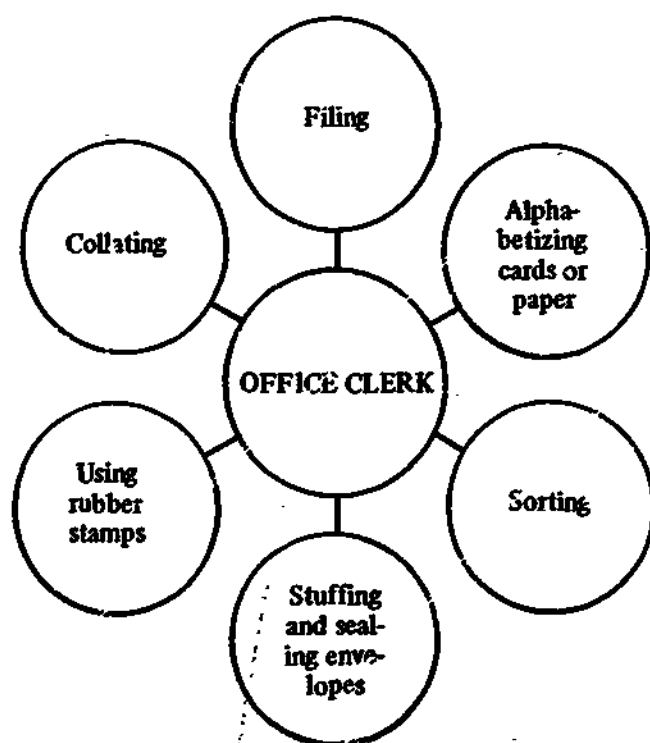 Filing
Alpha-
betizing
cards or
paper
Collating
OFFICE CLERK
Using
rubber
stamps
Sorting
Stuffing
and seal-
ing enve-
lopes